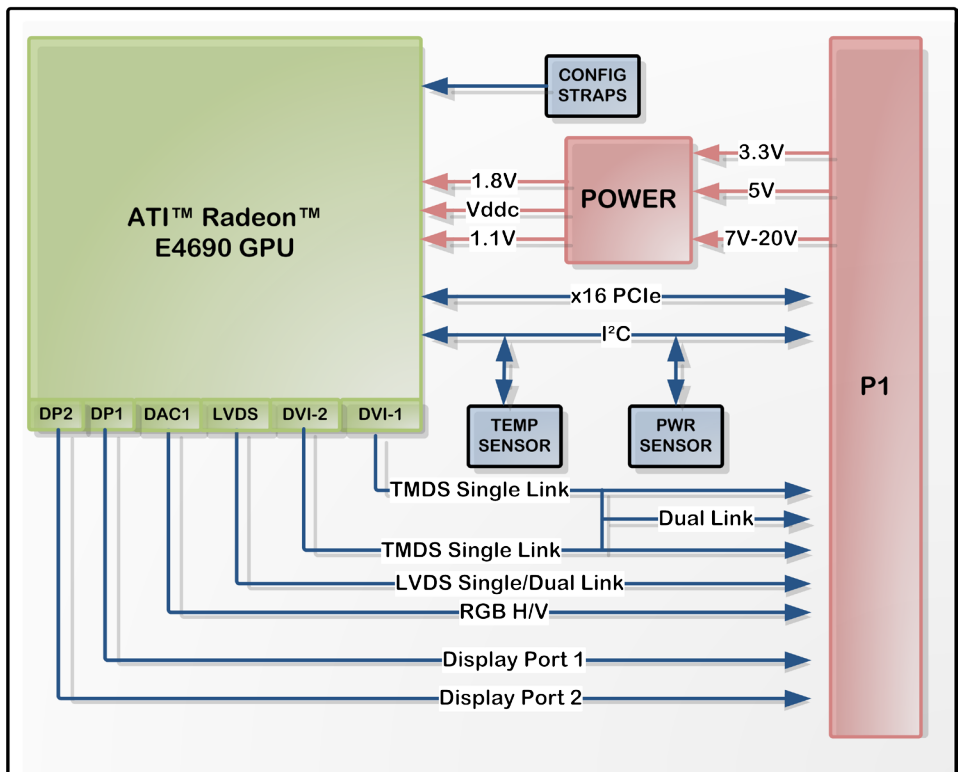 CONFIG
STRAPS
3.3V
5V
7V-20V
POWER
1.8V
Vddc
1.1V
ATI™ Radeon™
E4690 GPU
x16 PCIe
I²C
P1
TEMP
SENSOR
PWR
SENSOR
DP2
DP1
DAC1
LVDS
DVI-2
DVI-1
TMDS Single Link
Dual Link
TMDS Single Link
LVDS Single/Dual Link
RGB H/V
Display Port 1
Display Port 2